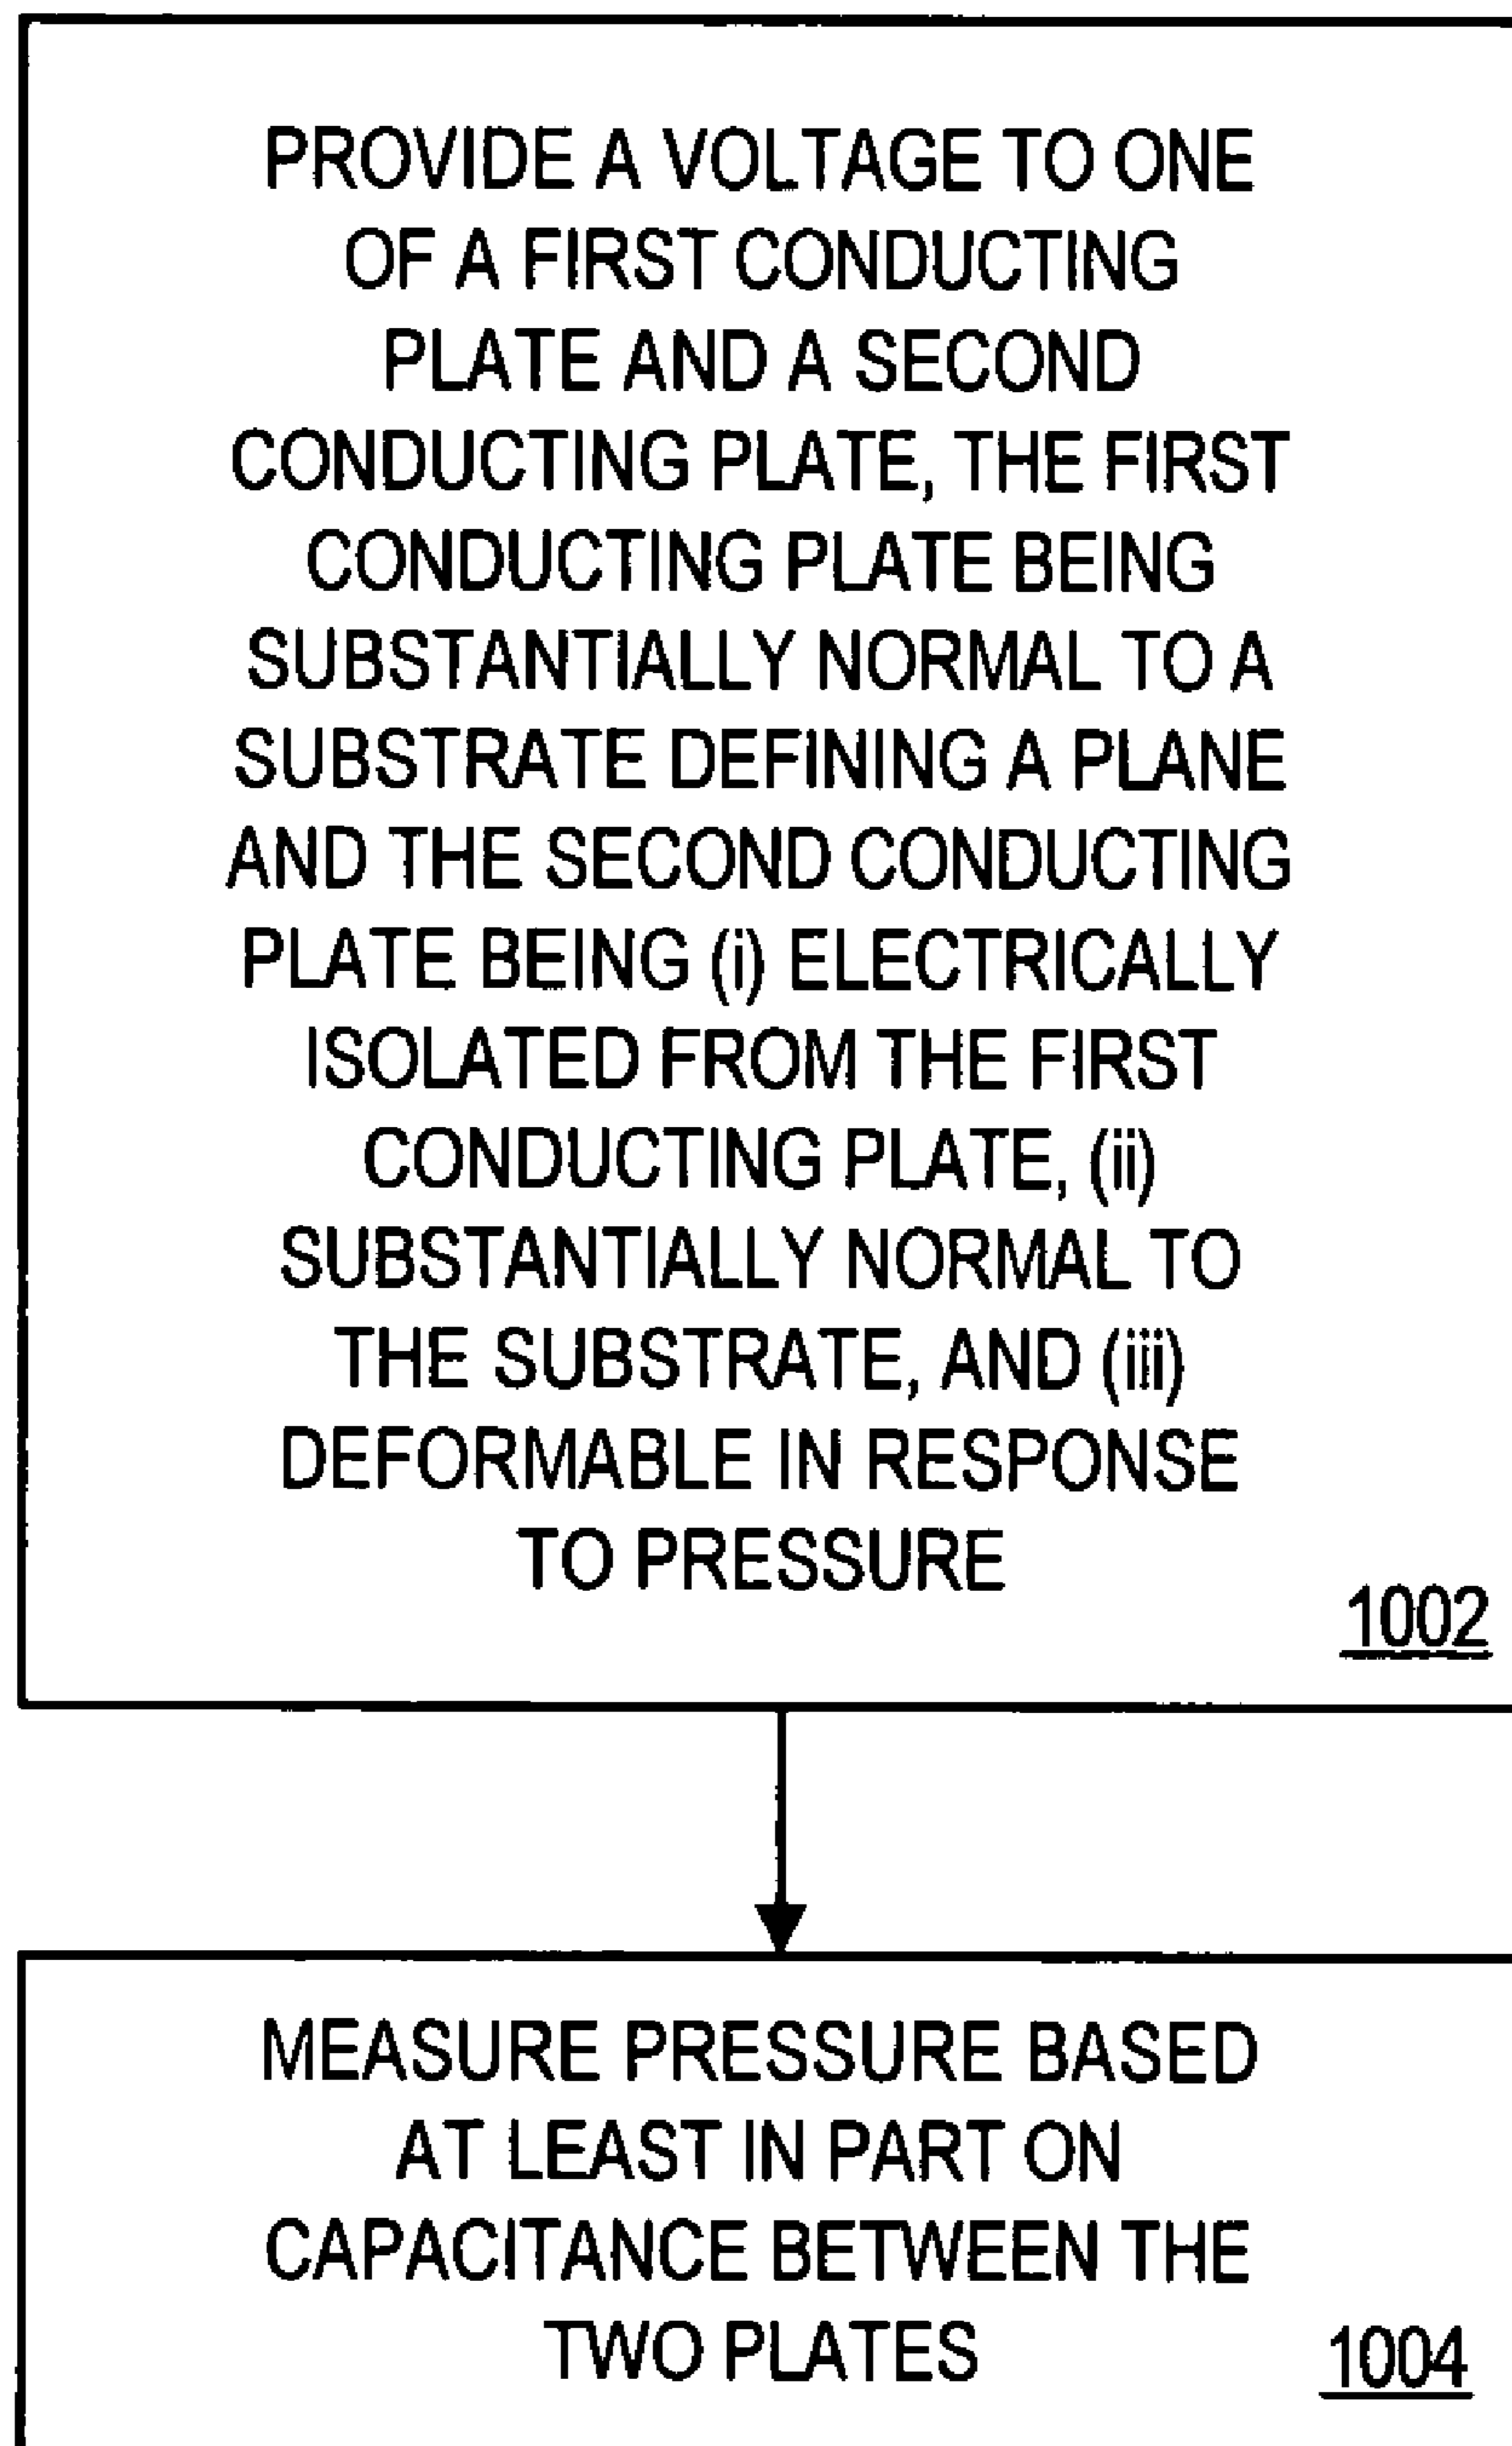 PROVIDE A VOLTAGE TO ONE
OF A FIRST CONDUCTING
PLATE AND A SECOND
CONDUCTING PLATE, THE FIRST
CONDUCTING PLATE BEING
SUBSTANTIALLY NORMAL TO A
SUBSTRATE DEFINING A PLANE
AND THE SECOND CONDUCTING
PLATE BEING (i) ELECTRICALLY
ISOLATED FROM THE FIRST
CONDUCTING PLATE, (ii)
SUBSTANTIALLY NORMAL TO
THE SUBSTRATE, AND (iii)
DEFORMABLE IN RESPONSE
TO PRESSURE
1002
MEASURE PRESSURE BASED
AT LEAST IN PART ON
CAPACITANCE BETWEEN THE
TWO PLATES
1004